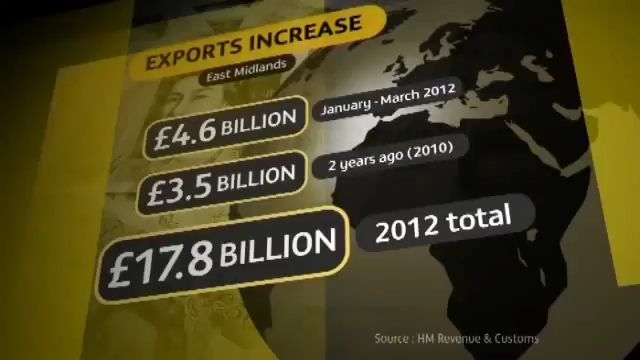 EXPORTS INCREASE
East Midlands
£4.6 BILLION January - March 2012
£3.5 BILLION 2 years ago (2010)
£17.8 BILLION 2012 total
Source : HM Revenue & Customs